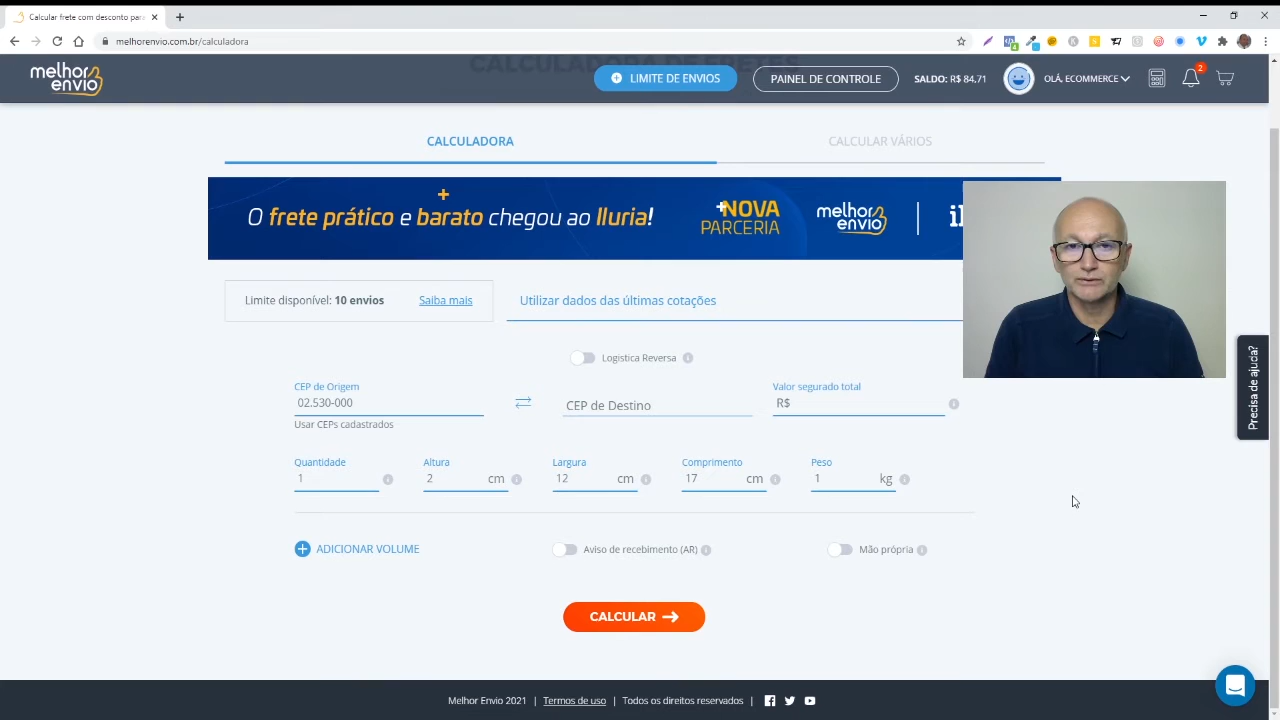 Calcular frete com desconto para
melhorenvio.com.br/calculadora
melhor envio
CALCULADORA DE FRETES
LIMITE DE ENVIOS
PAINEL DE CONTROLE
SALDO: R$ 84,71
OLÁ, ECOMMERCE
2
CALCULADORA
CALCULAR VÁRIOS
O frete prático e barato chegou ao Iluria!
+NOVA
PARCERIA
melhor envio
Limite disponível: 10 envios
Saiba mais
Utilizar dados das últimas cotações
Logística Reversa
CEP de Origem
02.530-000
Usar CEPs cadastrados
CEP de Destino
Valor segurado total
R$
Quantidade
1
Altura
2 cm
Largura
12 cm
Comprimento
17 cm
Peso
1 kg
ADICIONAR VOLUME
Aviso de recebimento (AR)
Mão própria
CALCULAR
Precisa de ajuda?
Melhor Envio 2021 | Termos de uso | Todos os direitos reservados |